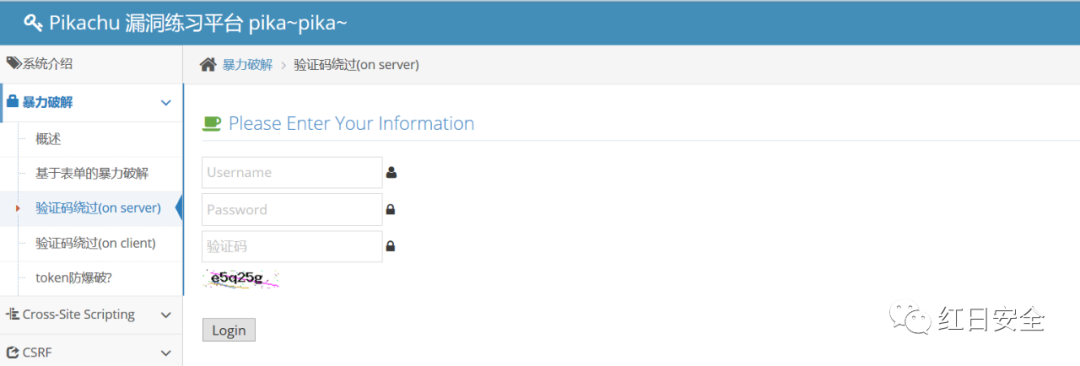 Pikachu 漏洞练习平台 pika~pika~
系统介绍
暴力破解
概述
基于表单的暴力破解
验证码绕过(on server)
验证码绕过(on client)
token防爆破?
Cross-Site Scripting
CSRF
暴力破解 > 验证码绕过(on server)
Please Enter Your Information
Username
Password
验证码
e5q25g
Login
红日安全